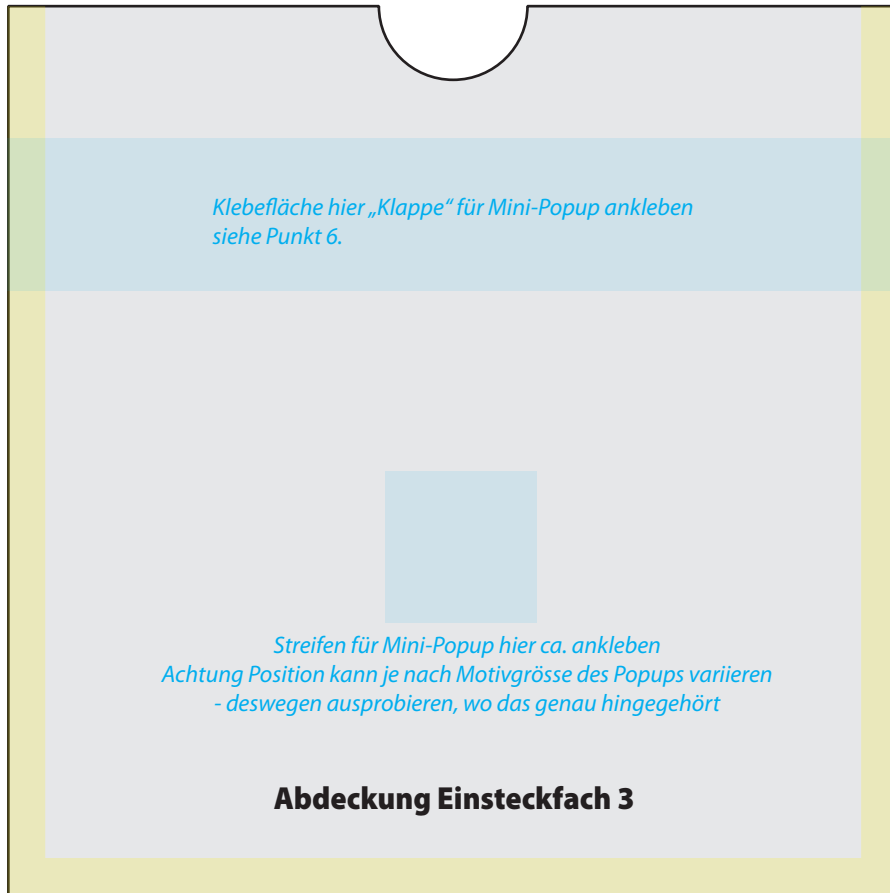 Klebefläche hier „Klappe“ für Mini-Popup ankleben
siehe Punkt 6.
Streifen für Mini-Popup hier ca. ankleben
Achtung Position kann je nach Motivgrösse des Popups variieren
- deswegen ausprobieren, wo das genau hingegehört
Abdeckung Einsteckfach 3